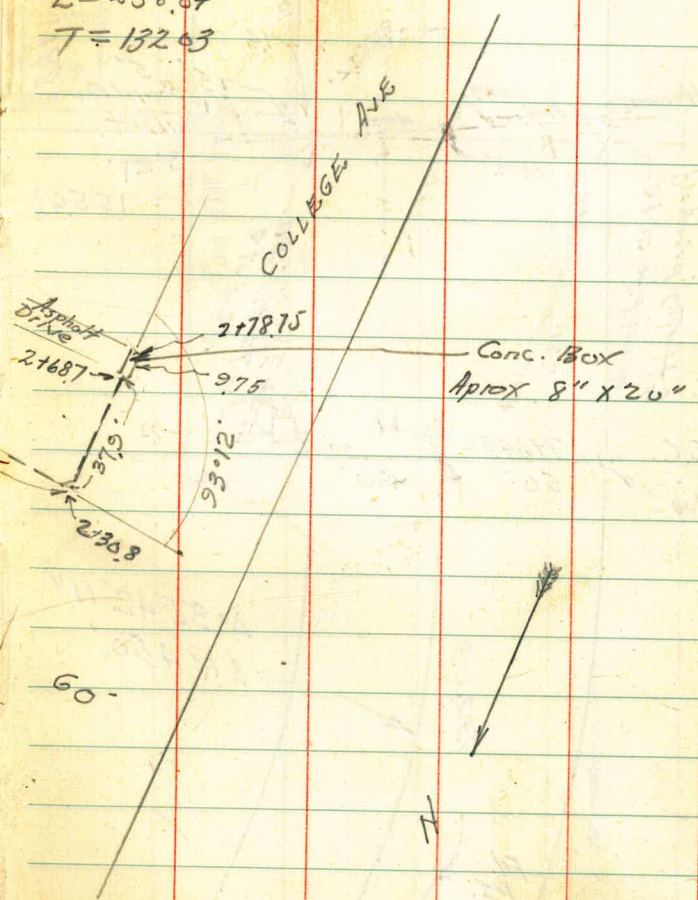 T = 132.03
COLLEGE AVE
Asphalt
Drive
2+78.75
2+68.7
9.75
Conc. Box
Aprox 8" X 20"
37.9'
93°12'
2+30.8
60-
N